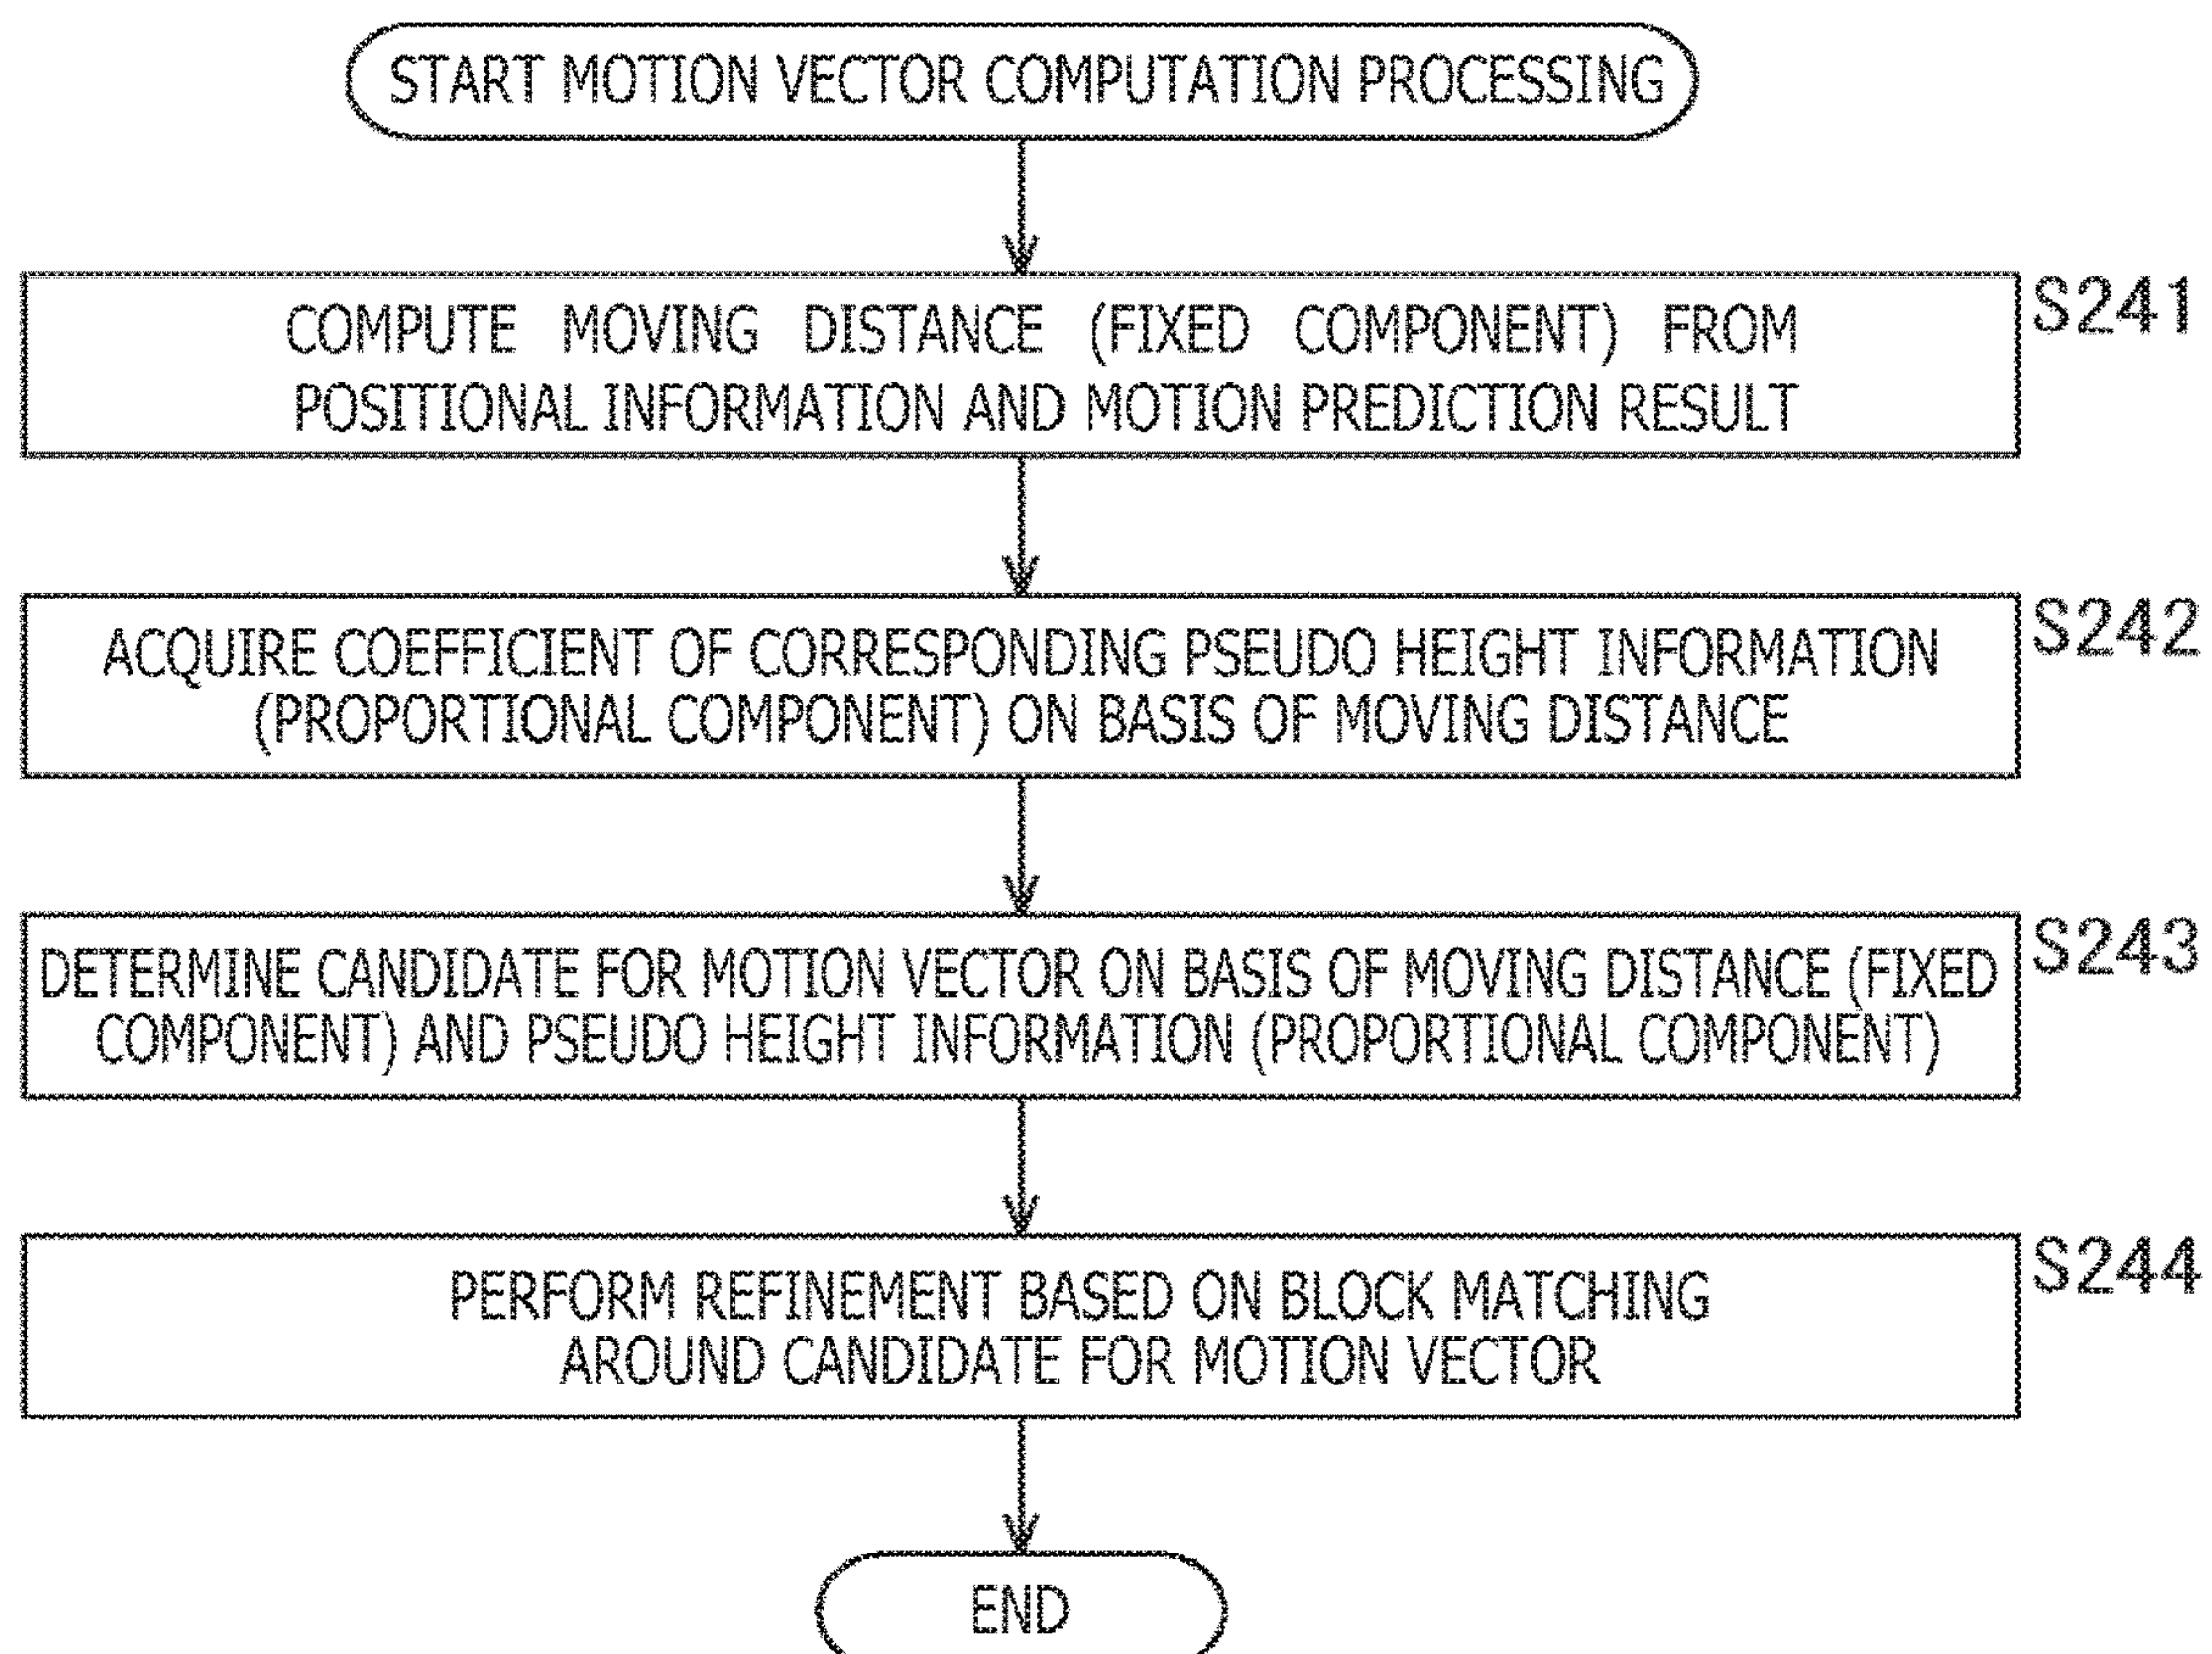 START MOTION VECTOR COMPUTATION PROCESSING
COMPUTE MOVING DISTANCE (FIXED COMPONENT) FROM
POSITIONAL INFORMATION AND MOTION PREDICTION RESULT
S241
ACQUIRE COEFFICIENT OF CORRESPONDING PSEUDO HEIGHT INFORMATION
(PROPORTIONAL COMPONENT) ON BASIS OF MOVING DISTANCE
S242
DETERMINE CANDIDATE FOR MOTION VECTOR ON BASIS OF MOVING DISTANCE (FIXED
COMPONENT) AND PSEUDO HEIGHT INFORMATION (PROPORTIONAL COMPONENT)
S243
PERFORM REFINEMENT BASED ON BLOCK MATCHING
AROUND CANDIDATE FOR MOTION VECTOR
S244
END